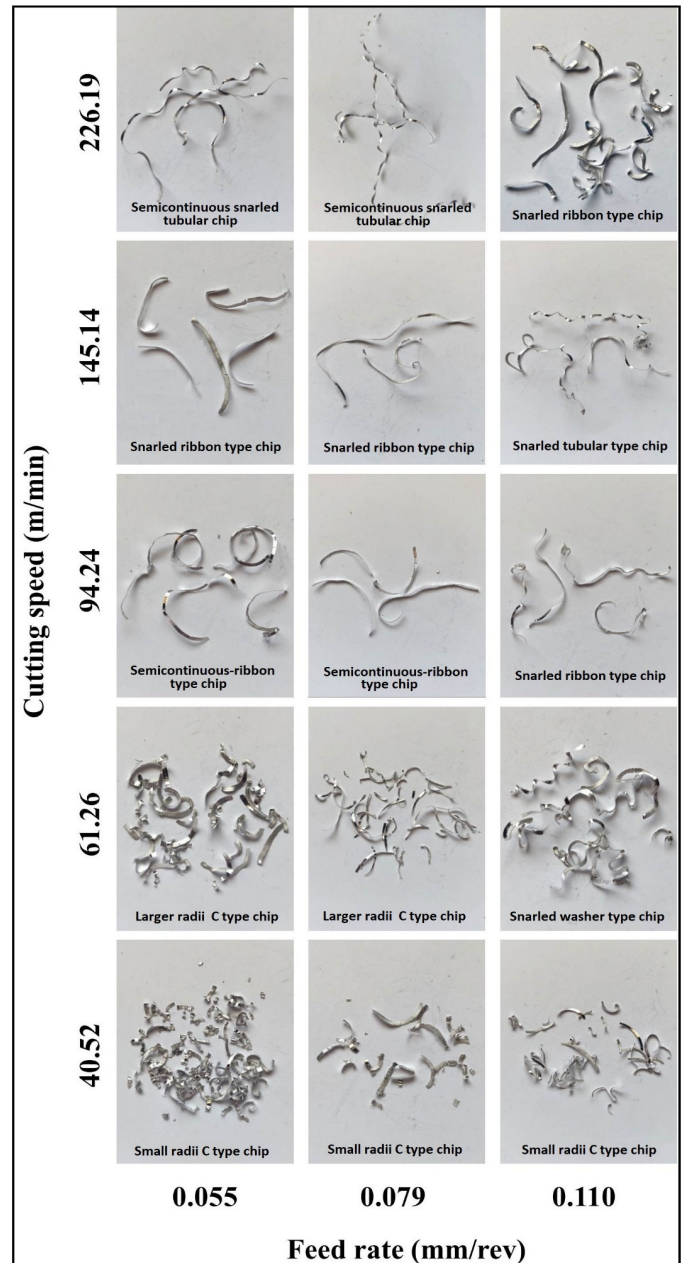 Cutting speed (m/min)
226.19
Semicontinuous snarled
tubular chip
Semicontinuous snarled
tubular chip
Snarled ribbon type chip
145.14
Snarled ribbon type chip
Snarled ribbon type chip
Snarled tubular type chip
94.24
Semicontinuous-ribbon
type chip
Semicontinuous-ribbon
type chip
Snarled ribbon type chip
61.26
Larger radii C type chip
Larger radii C type chip
Snarled washer type chip
40.52
Small radii C type chip
Small radii C type chip
Small radii C type chip
0.055
0.079
0.110
Feed rate (mm/rev)